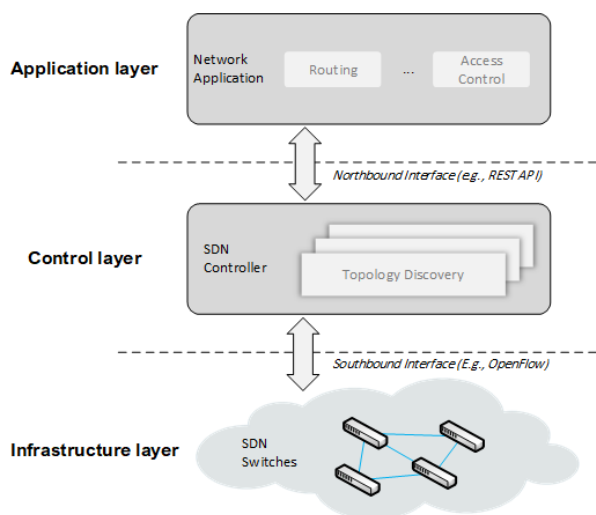 Application layer
Network
Application
Routing
...
Access
Control
Northbound Interface (e.g., REST API)
Control layer
SDN
Controller
Topology Discovery
Southbound Interface (E.g., OpenFlow)
Infrastructure layer
SDN
Switches